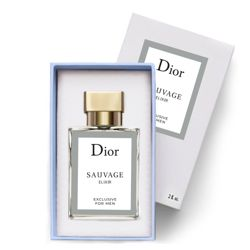 Dior
SAUVAGE
ELIXIR
EXCLUSIVE
FOR MEN
Dior
SAUVAGE
ELIXIR
EXCLUSIVE
FOR MEN